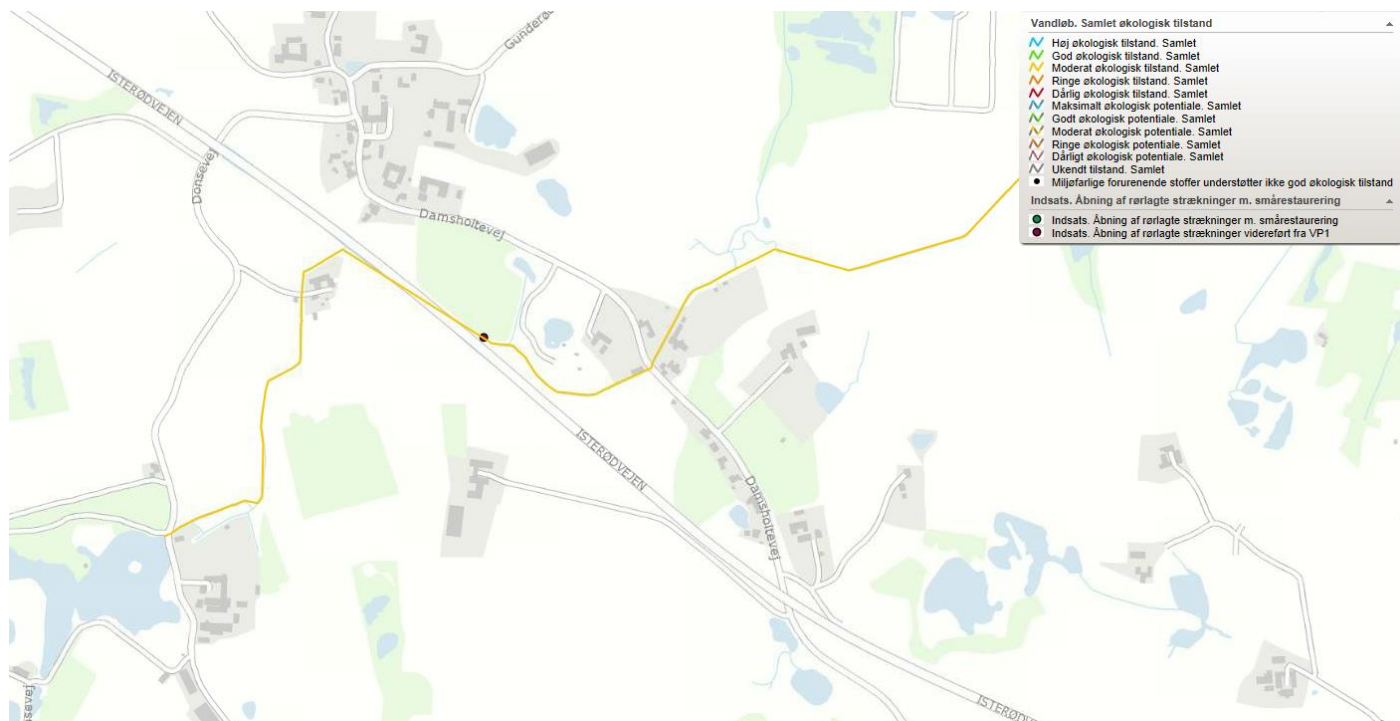 Vandløb. Samlet økologisk tilstand
Høj økologisk tilstand. Samlet
God økologisk tilstand. Samlet
Moderat økologisk tilstand. Samlet
Ringe økologisk tilstand. Samlet
Dårlig økologisk tilstand. Samlet
Maksimalt økologisk potentiale. Samlet
Godt økologisk potentiale. Samlet
Moderat økologisk potentiale. Samlet
Ringe økologisk potentiale. Samlet
Dårligt økologisk potentiale. Samlet
Ukendt tilstand. Samlet
Miljøfarlige forurenende stoffer understøtter ikke god økologisk tilstand
Indsats. Åbning af rørlagte strækninger m. smårestaurering
Indsats. Åbning af rørlagte strækninger m. smårestaurering
Indsats. Åbning af rørlagte strækninger videreført fra VP1
ISTERØDVEJEN
Donsevej
Damsholtevej
ISTERØDVEJEN
Damsholtevej